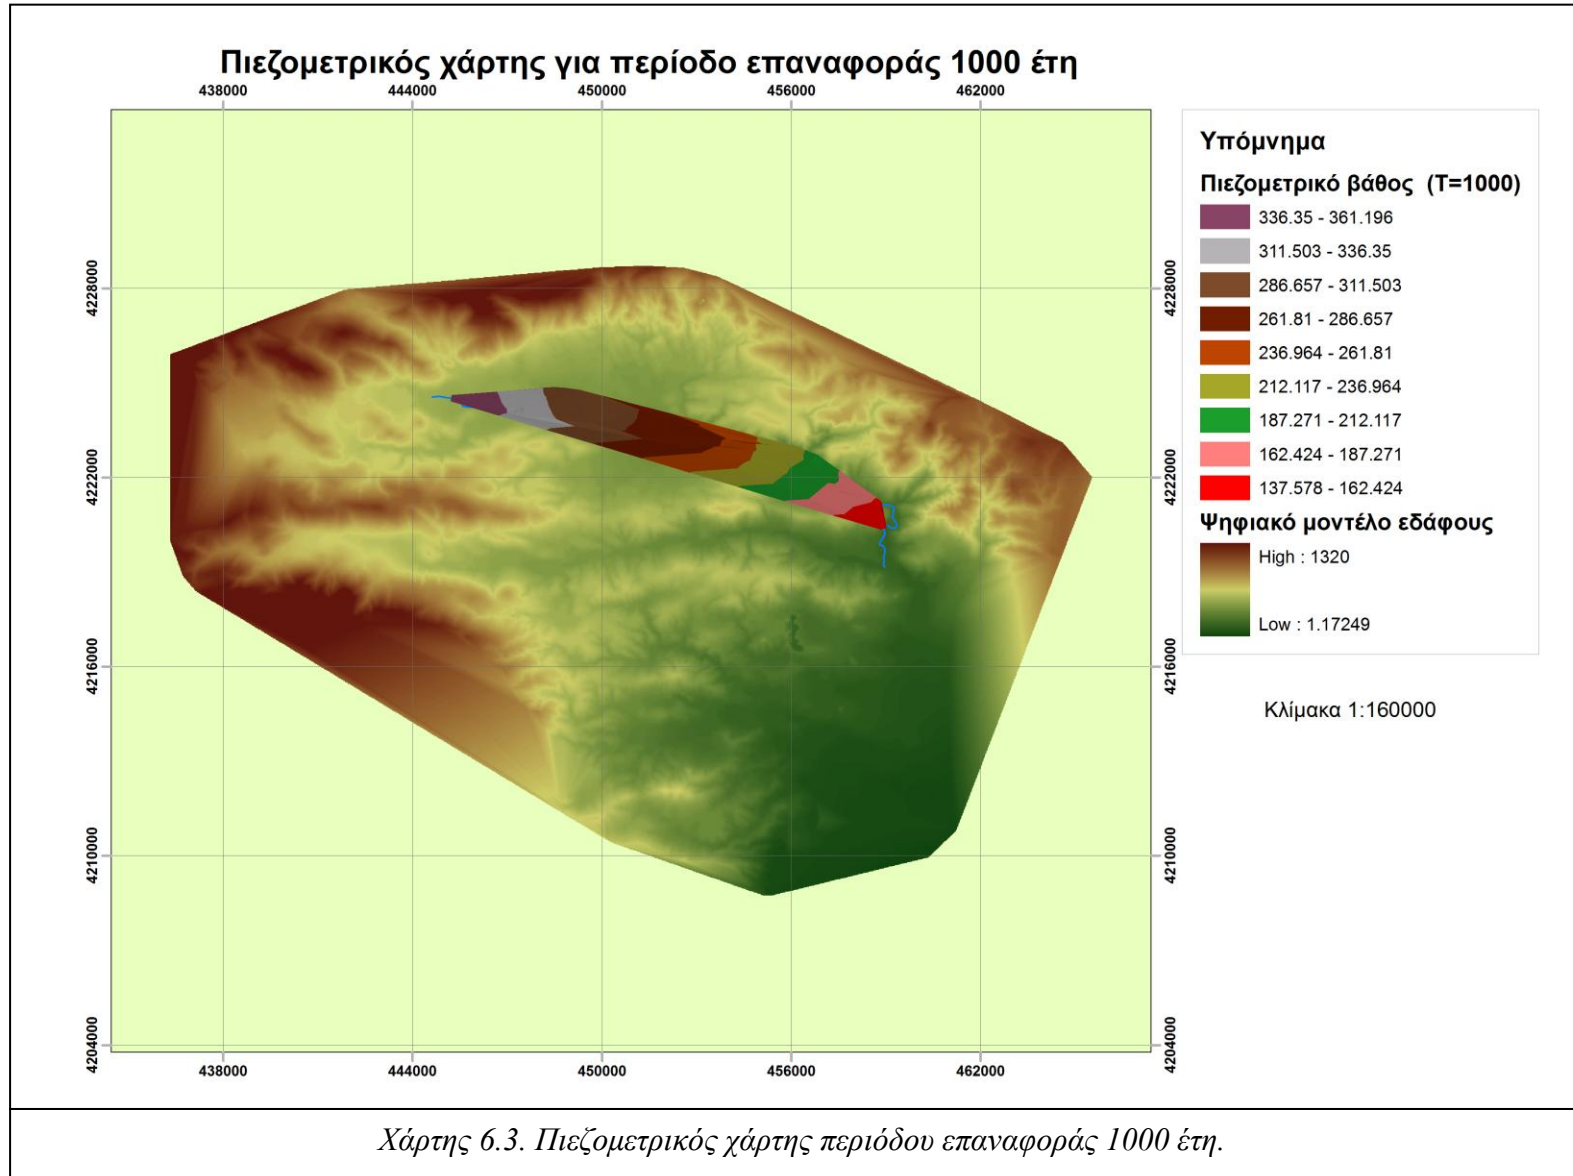 Πιεζομετρικός χάρτης για περίοδο επαναφοράς 1000 έτη
438000 444000 450000 456000 462000
4228000 4228000
4222000 4222000
4216000 4216000
4210000 4210000
4204000 4204000
438000 444000 450000 456000 462000
Υπόμνημα
Πιεζομετρικό βάθος (T=1000)
336.35 - 361.196
311.503 - 336.35
286.657 - 311.503
261.81 - 286.657
236.964 - 261.81
212.117 - 236.964
187.271 - 212.117
162.424 - 187.271
137.578 - 162.424
Ψηφιακό μοντέλο εδάφους
High : 1320
Low : 1.17249
Κλίμακα 1:160000
Χάρτης 6.3. Πιεζομετρικός χάρτης περιόδου επαναφοράς 1000 έτη.